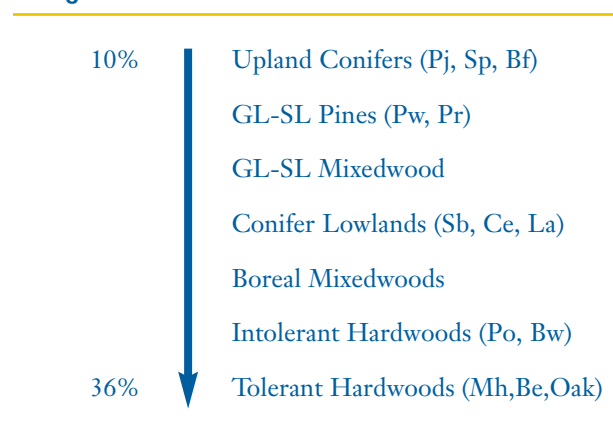 10% Upland Conifers (Pj, Sp, Bf)
GL-SL Pines (Pw, Pr)
GL-SL Mixedwood
Conifer Lowlands (Sb, Ce, La)
Boreal Mixedwoods
Intolerant Hardwoods (Po, Bw)
36% Tolerant Hardwoods (Mh,Be,Oak)